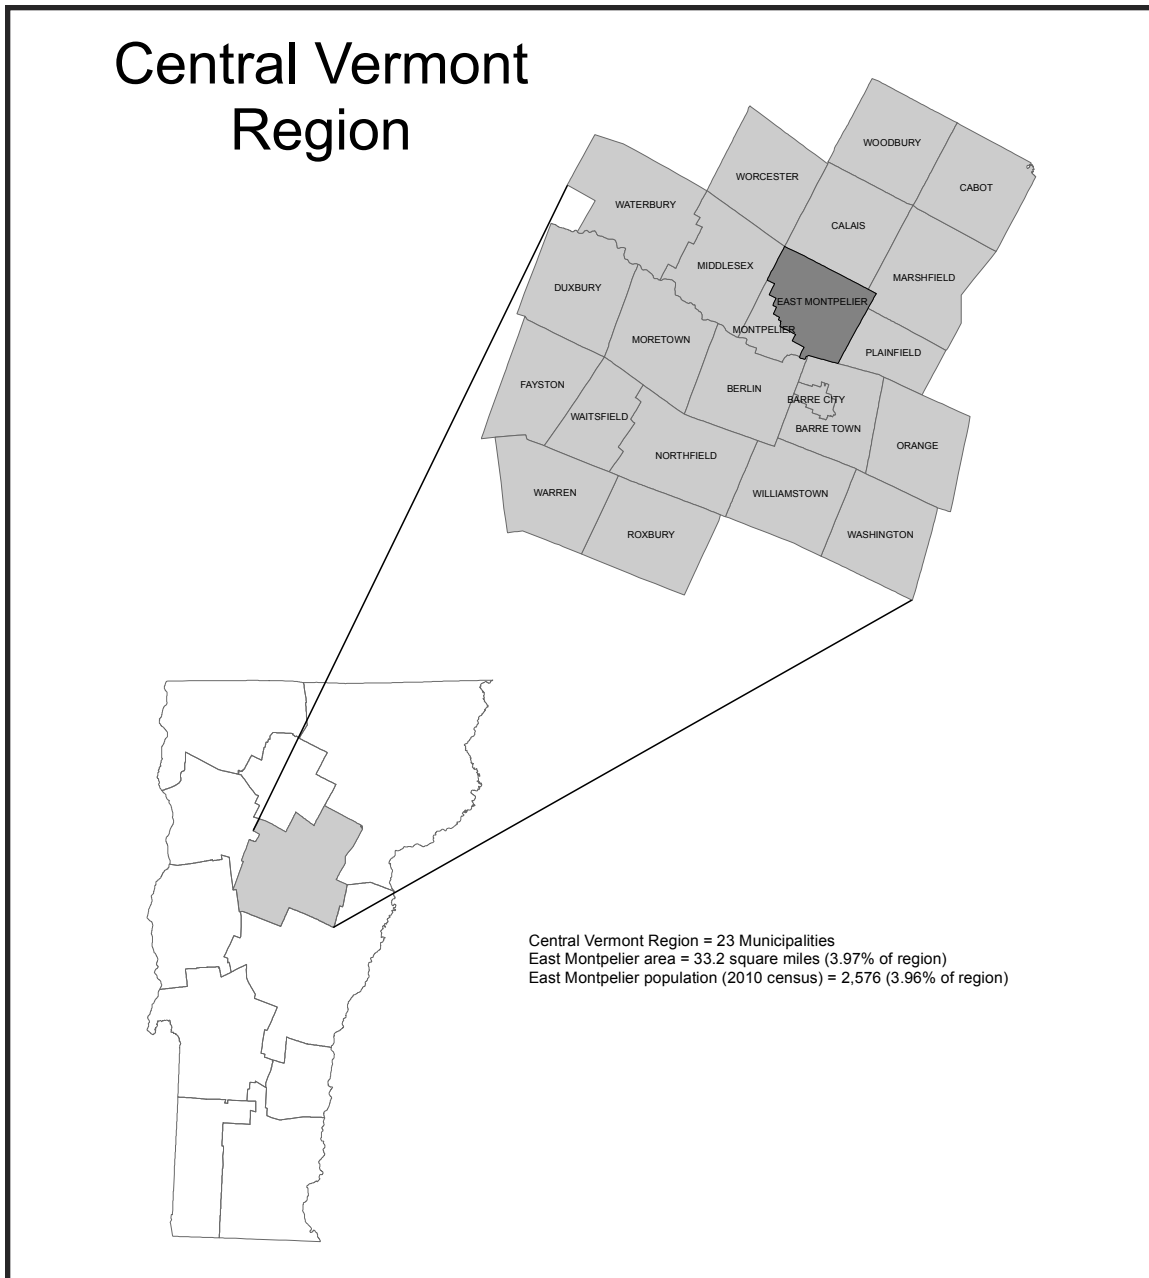 Central Vermont
Region
WOODBURY
WORCESTER
CABOT
WATERBURY
CALAIS
MIDDLESEX
MARSHFIELD
DUXBURY
EAST MONTPELIER
MONTPELIER
MORETOWN
PLAINFIELD
FAYSTON
BERLIN
BARRE CITY
WAITSFIELD
BARRE TOWN
ORANGE
NORTHFIELD
WARREN
WILLIAMSTOWN
ROXBURY
WASHINGTON
Central Vermont Region = 23 Municipalities
East Montpelier area = 33.2 square miles (3.97% of region)
East Montpelier population (2010 census) = 2,576 (3.96% of region)